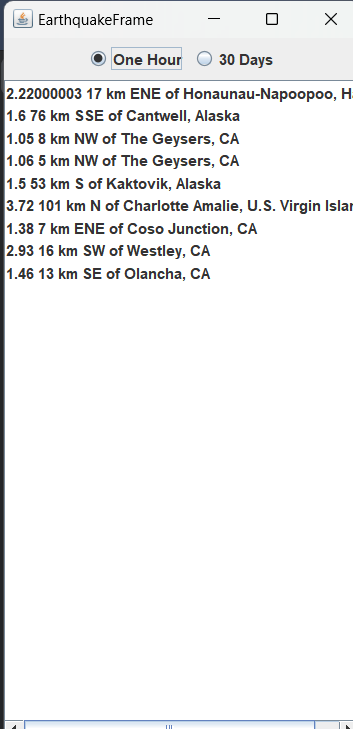 EarthquakeFrame
One Hour 30 Days
2.22000003 17 km ENE of Honaunau-Napoopoo, H
1.6 76 km SSE of Cantwell, Alaska
1.05 8 km NW of The Geysers, CA
1.06 5 km NW of The Geysers, CA
1.5 53 km S of Kaktovik, Alaska
3.72 101 km N of Charlotte Amalie, U.S. Virgin Islan
1.38 7 km ENE of Coso Junction, CA
2.93 16 km SW of Westley, CA
1.46 13 km SE of Olancha, CA